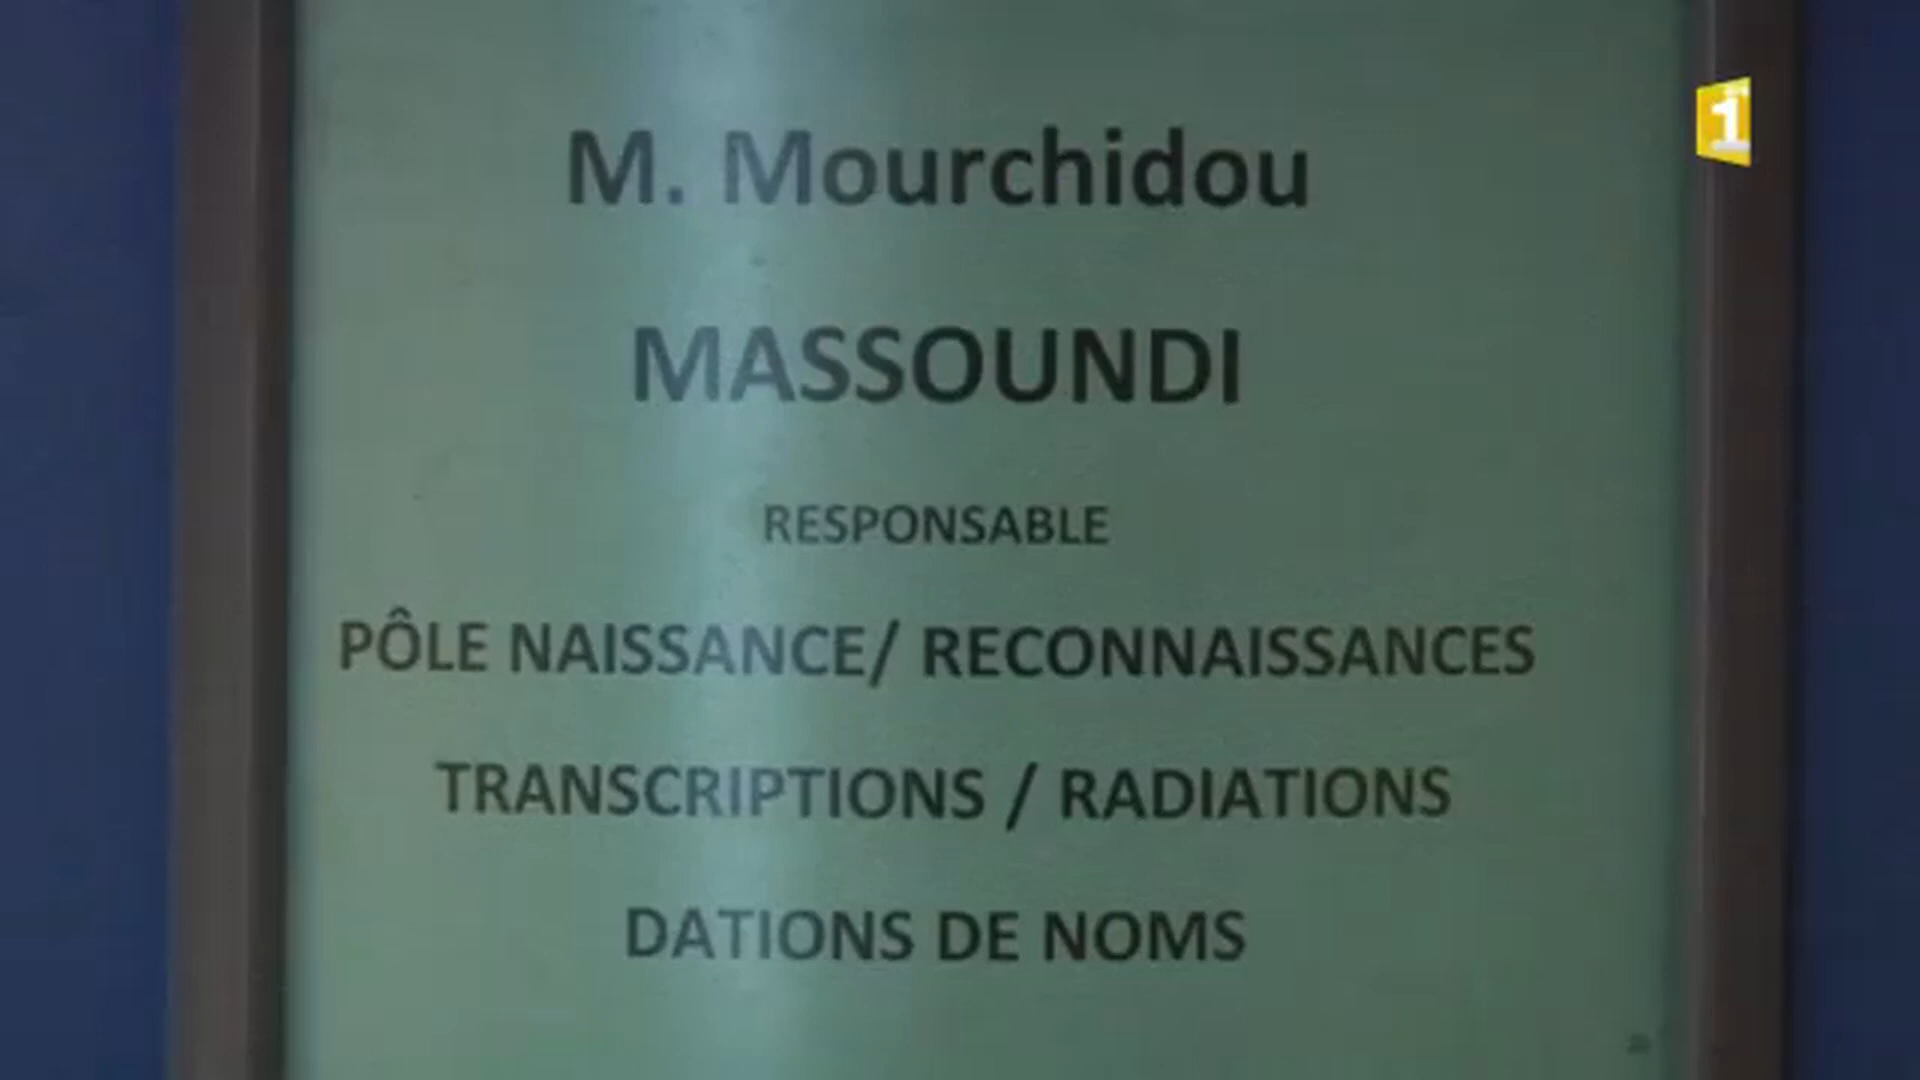 M. Mourchidou
MASSOUNDI
RESPONSABLE
PÔLE NAISSANCE/ RECONNAISSANCES
TRANSCRIPTIONS / RADIATIONS
DATIONS DE NOMS
1